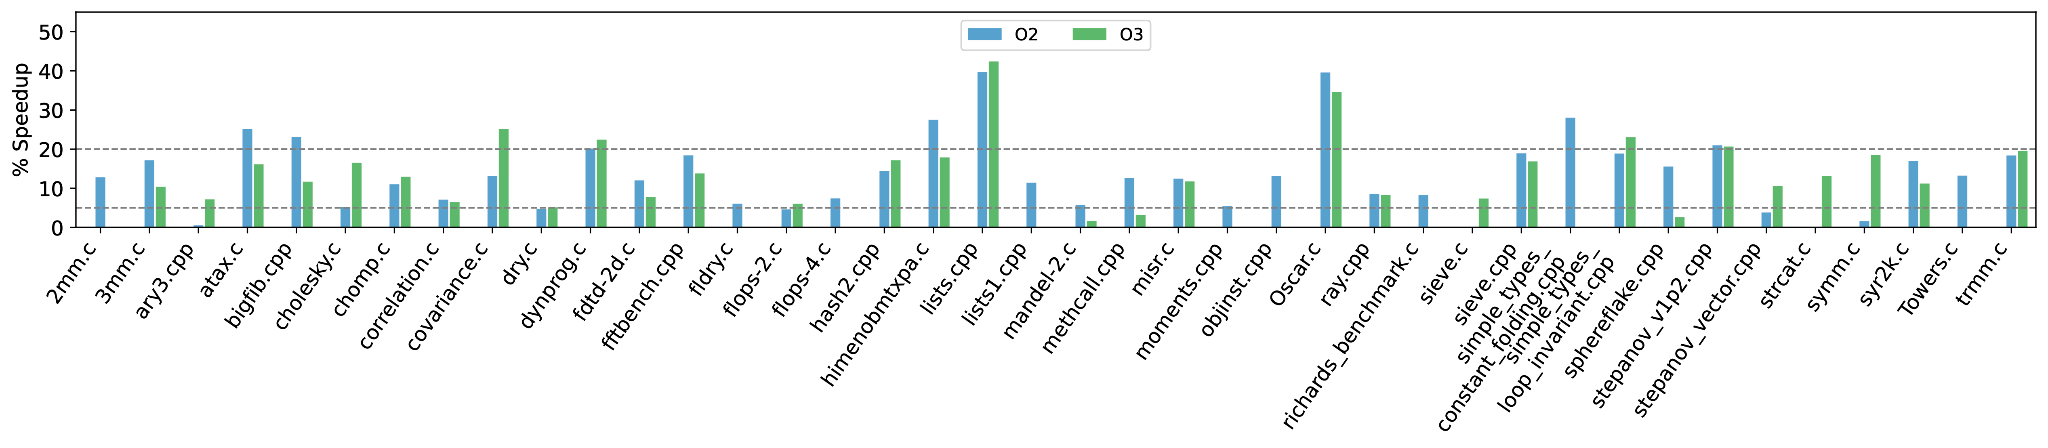 % Speedup
50
40
30
20
10
0
O2
O3
2mm.c
3mm.c
ary3.cpp
atax.c
bigfib.cpp
cholesky.c
chomp.c
correlation.c
covariance.c
dry.c
dynprog.c
fdtd-2d.c
fftbench.cpp
fldry.c
flops-2.c
flops-4.c
hash2.cpp
himenobmtxpa.c
lists.cpp
lists1.cpp
mandel-2.c
methcall.cpp
misr.c
moments.cpp
objinst.cpp
Oscar.c
ray.cpp
richards_benchmark.c
sieve.c
sieve.cpp
simple_types_
constant_folding.cpp
simple_types_
loop_invariant.cpp
sphereflake.cpp
stepanov_v1p2.cpp
stepanov_vector.cpp
strcat.c
symm.c
syr2k.c
Towers.c
trmm.c